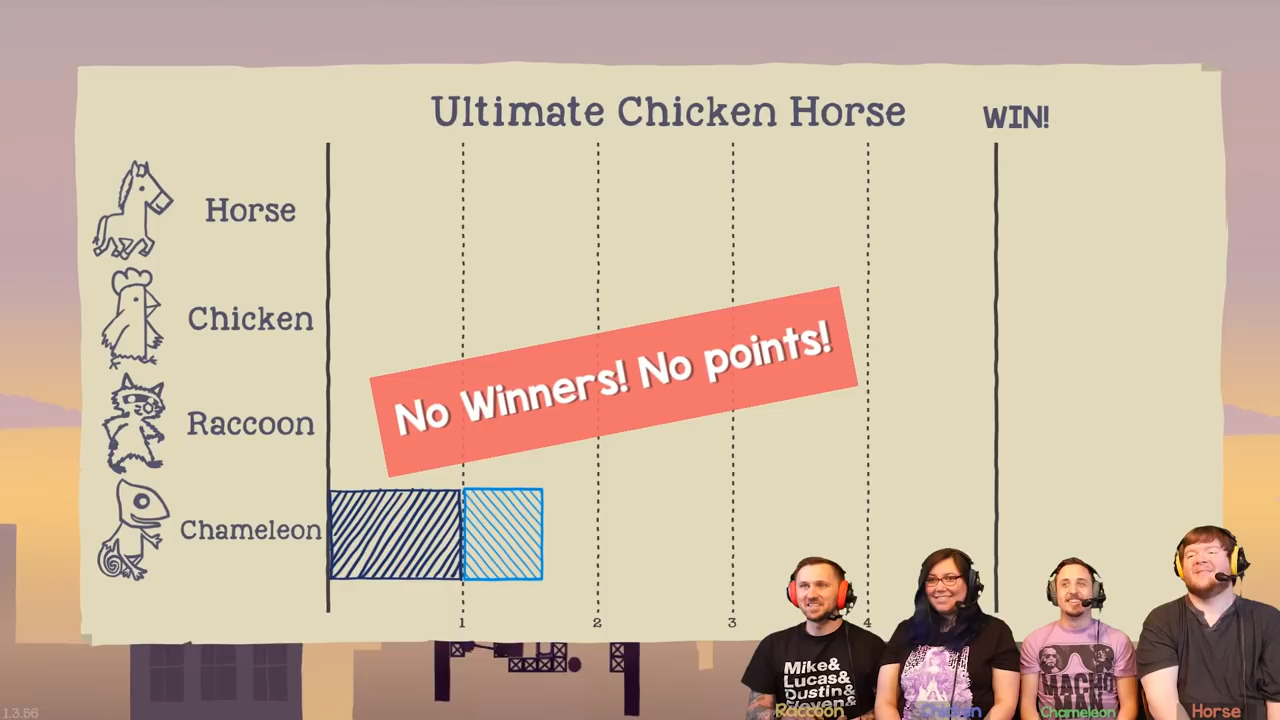 Ultimate Chicken Horse
WIN!
Horse
Chicken
No Winners! No points!
Raccoon
Chameleon
1
2
3
4
Mike&
Lucas&
Dustin&
Eleven&
MACHO
MAN
Raccoon
Chicken
Chameleon
Horse
1.3.56